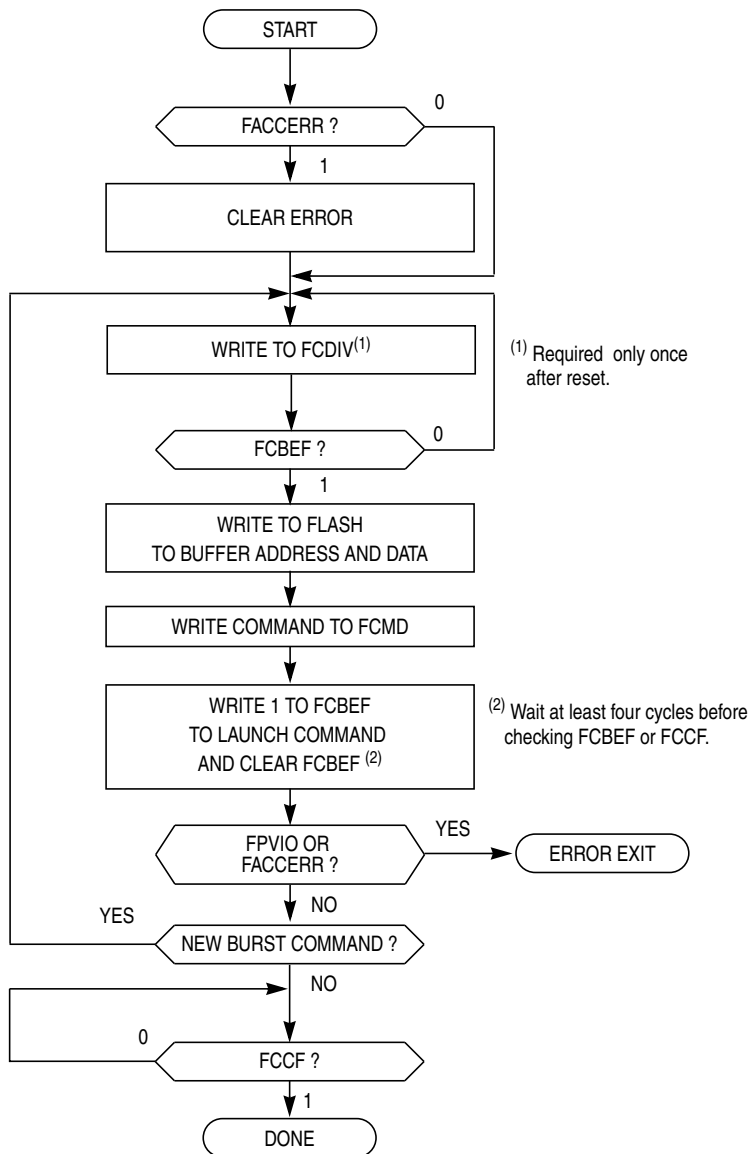 START
0
FACCERR ?
1
CLEAR ERROR
WRITE TO FCDIV(1)
(1) Required only once
after reset.
0
FCBEF ?
1
WRITE TO FLASH
TO BUFFER ADDRESS AND DATA
WRITE COMMAND TO FCMD
WRITE 1 TO FCBEF
TO LAUNCH COMMAND
AND CLEAR FCBEF (2)
(2) Wait at least four cycles before
checking FCBEF or FCCF.
FPVIO OR
FACCERR ?
YES
ERROR EXIT
NO
YES
NEW BURST COMMAND ?
NO
0
FCCF ?
1
DONE